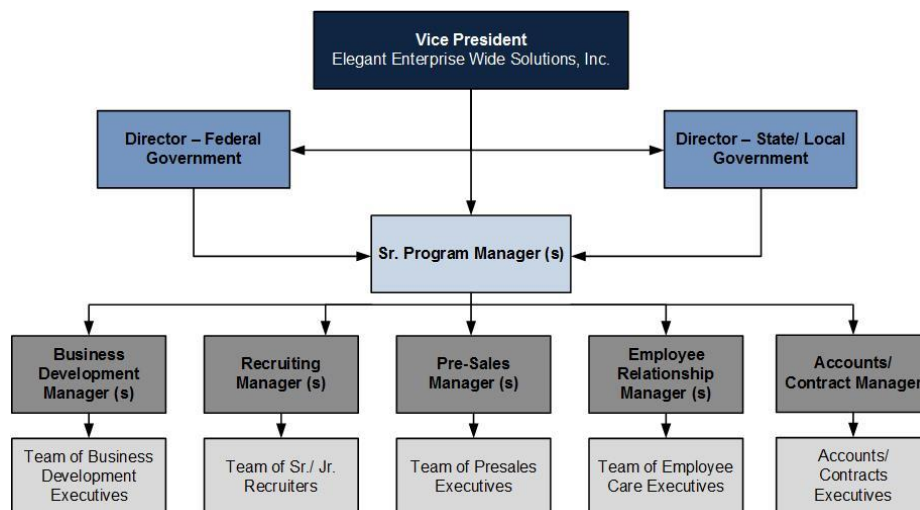 Vice President
Elegant Enterprise Wide Solutions, Inc.
Director – Federal
Government
Director – State/ Local
Government
Sr. Program Manager (s)
Business
Development
Manager (s)
Recruiting
Manager (s)
Pre-Sales
Manager (s)
Employee
Relationship
Manager (s)
Accounts/
Contract Manager
Team of Business
Development
Executives
Team of Sr./ Jr.
Recruiters
Team of Presales
Executives
Team of Employee
Care Executives
Accounts/
Contracts
Executives